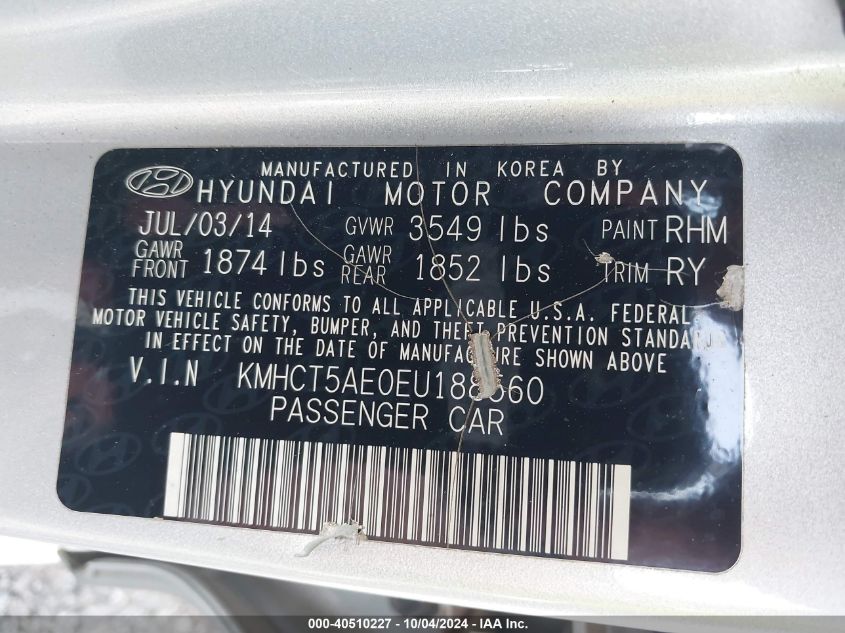 MANUFACTURED IN KOREA BY
HYUNDAI MOTOR COMPANY
JUL/03/14 GVWR 3549 lbs PAINT RHM
GAWR FRONT 1874 lbs GAWR REAR 1852 lbs TRIM RY
THIS VEHICLE CONFORMS TO ALL APPLICABLE U.S.A. FEDERAL
MOTOR VEHICLE SAFETY, BUMPER, AND THEFT PREVENTION STANDARDS
IN EFFECT ON THE DATE OF MANUFACTURE SHOWN ABOVE
V.I.N
PASSENGER CAR
000-40510227 - 10/04/2024 - IAA Inc.